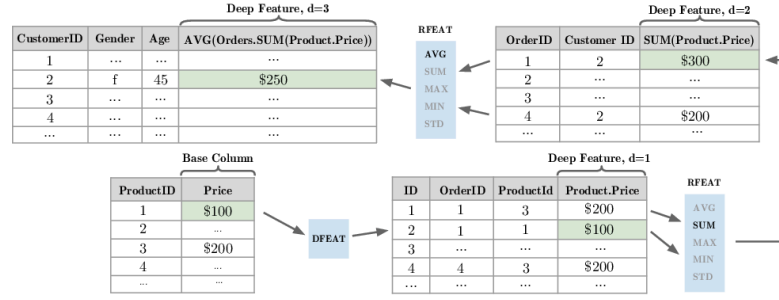 Deep Feature, d=3
CustomerID Gender Age AVG(Orders.SUM(Product.Price))
1 ... ... ...
2 f 45 $250
3 ... ... ...
4 ... ... ...
... ... ... ...
RFEAT
AVG
SUM
MAX
MIN
STD
Deep Feature, d=2
OrderID Customer ID SUM(Product.Price)
1 2 $300
2 ... ...
3 ... ...
4 2 $200
... ... ...
Base Column
ProductID Price
1 $100
2 ...
3 $200
4 ...
... ...
DFEAT
Deep Feature, d=1
ID OrderID ProductId Product.Price
1 1 3 $200
2 1 1 $100
3 ... ... ...
4 4 3 $200
... ... ... ...
RFEAT
AVG
SUM
MAX
MIN
STD